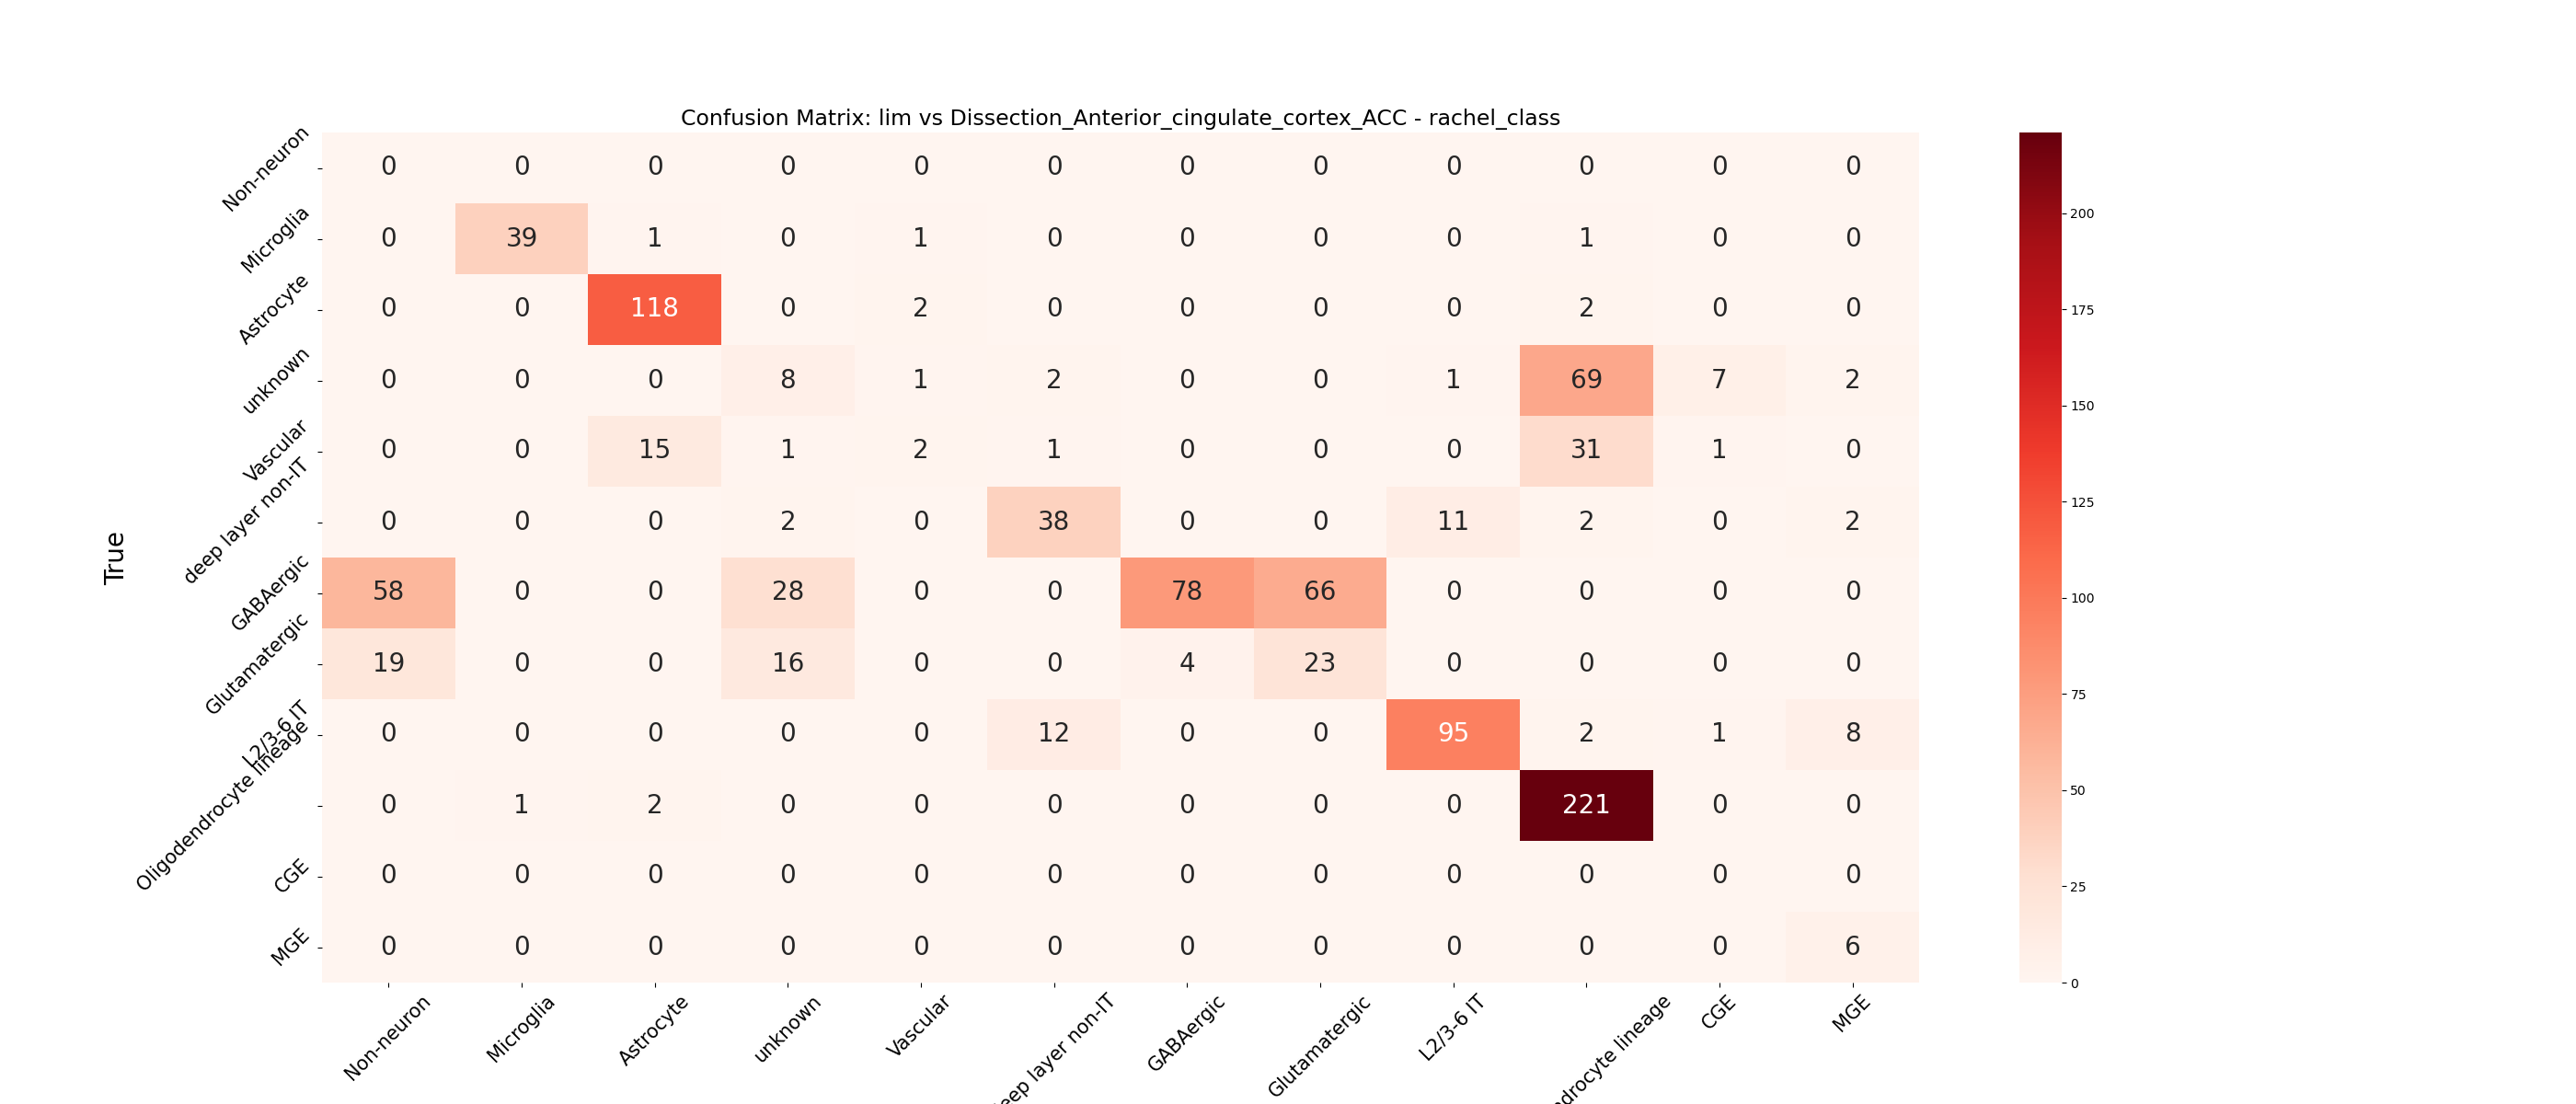 Confusion Matrix: lim vs Dissection_Anterior_cingulate_cortex_ACC - rachel_class
True
Non-neuron 0 0 0 0 0 0 0 0 0 0 0 0
Microglia 0 39 1 0 1 0 0 0 0 1 0 0
Astrocyte 0 0 118 0 2 0 0 0 0 2 0 0
unknown 0 0 0 8 1 2 0 0 1 69 7 2
Vascular 0 0 15 1 2 1 0 0 0 31 1 0
deep layer non-IT 0 0 0 2 0 38 0 0 11 2 0 2
GABAergic 58 0 0 28 0 0 78 66 0 0 0 0
Glutamatergic 19 0 0 16 0 0 4 23 0 0 0 0
L2/3-6 IT 0 0 0 0 0 12 0 0 95 2 1 8
Oligodendrocyte lineage 0 1 2 0 0 0 0 0 0 221 0 0
CGE 0 0 0 0 0 0 0 0 0 0 0 0
MGE 0 0 0 0 0 0 0 0 0 0 0 6
Non-neuron Microglia Astrocyte unknown Vascular layer non-IT GABAergic Glutamatergic L2/3-6 IT lineage CGE MGE
200
175
150
125
100
75
50
25
0